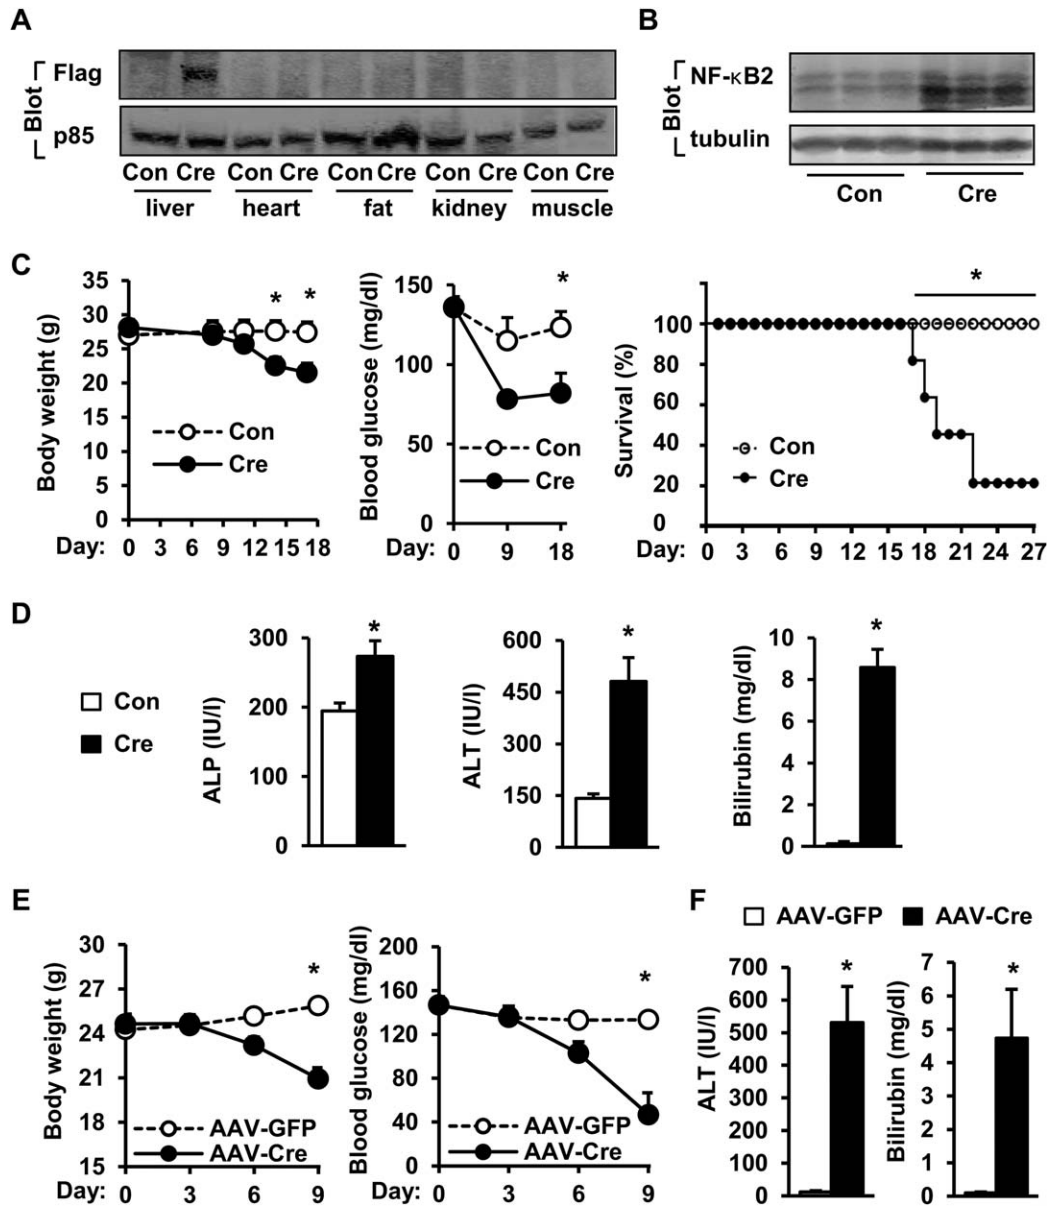 A
Blot
Flag
p85
Con Cre Con Cre Con Cre Con Cre Con Cre
liver heart fat kidney muscle
B
Blot
NF-κB2
tubulin
Con Cre
C
Body weight (g)
35
30
25
20
15
10
5
0
* *
Con
Cre
Day: 0 3 6 9 12 15 18
Blood glucose (mg/dl)
150
100
50
0
*
Con
Cre
Day: 0 9 18
Survival (%)
100
80
60
40
20
0
*
Con
Cre
Day: 0 3 6 9 12 15 18 21 24 27
D
Con
Cre
ALP (IU/l)
300
200
100
0
*
ALT (IU/l)
600
450
300
150
0
*
Bilirubin (mg/dl)
10
8
6
4
2
0
*
E
Body weight (g)
30
27
24
21
18
15
*
AAV-GFP
AAV-Cre
Day: 0 3 6 9
Blood glucose (mg/dl)
200
160
120
80
40
0
*
AAV-GFP
AAV-Cre
Day: 0 3 6 9
F
AAV-GFP AAV-Cre
ALT (IU/l)
700
600
500
400
300
200
100
0
*
Bilirubin (mg/dl)
7
6
5
4
3
2
1
0
*